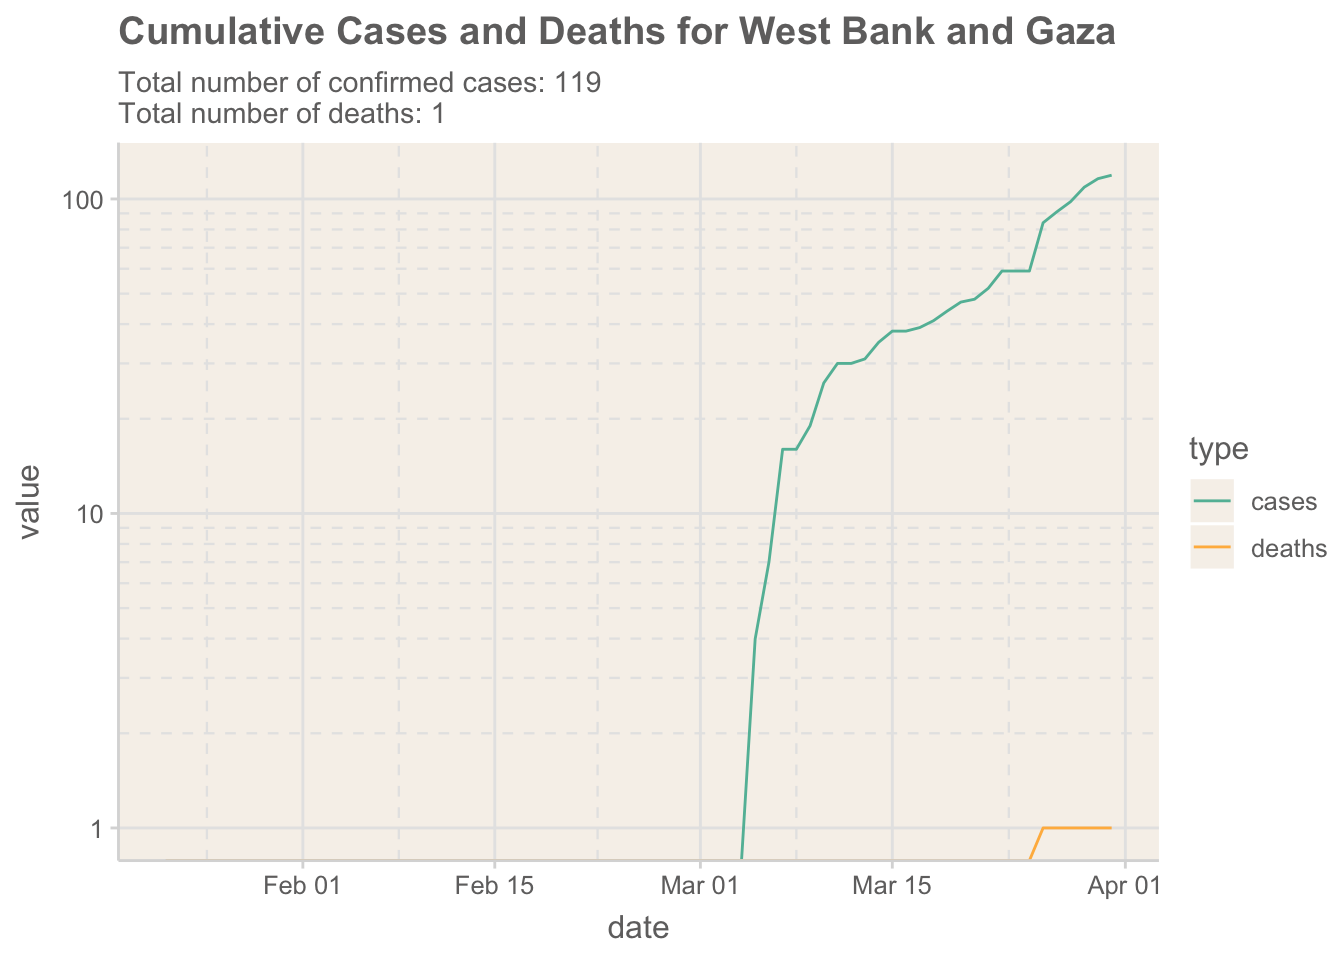 Cumulative Cases and Deaths for West Bank and Gaza
Total number of confirmed cases: 119
Total number of deaths: 1
100
10
1
value
Feb 01
Feb 15
Mar 01
Mar 15
Apr 01
date
type
cases
deaths